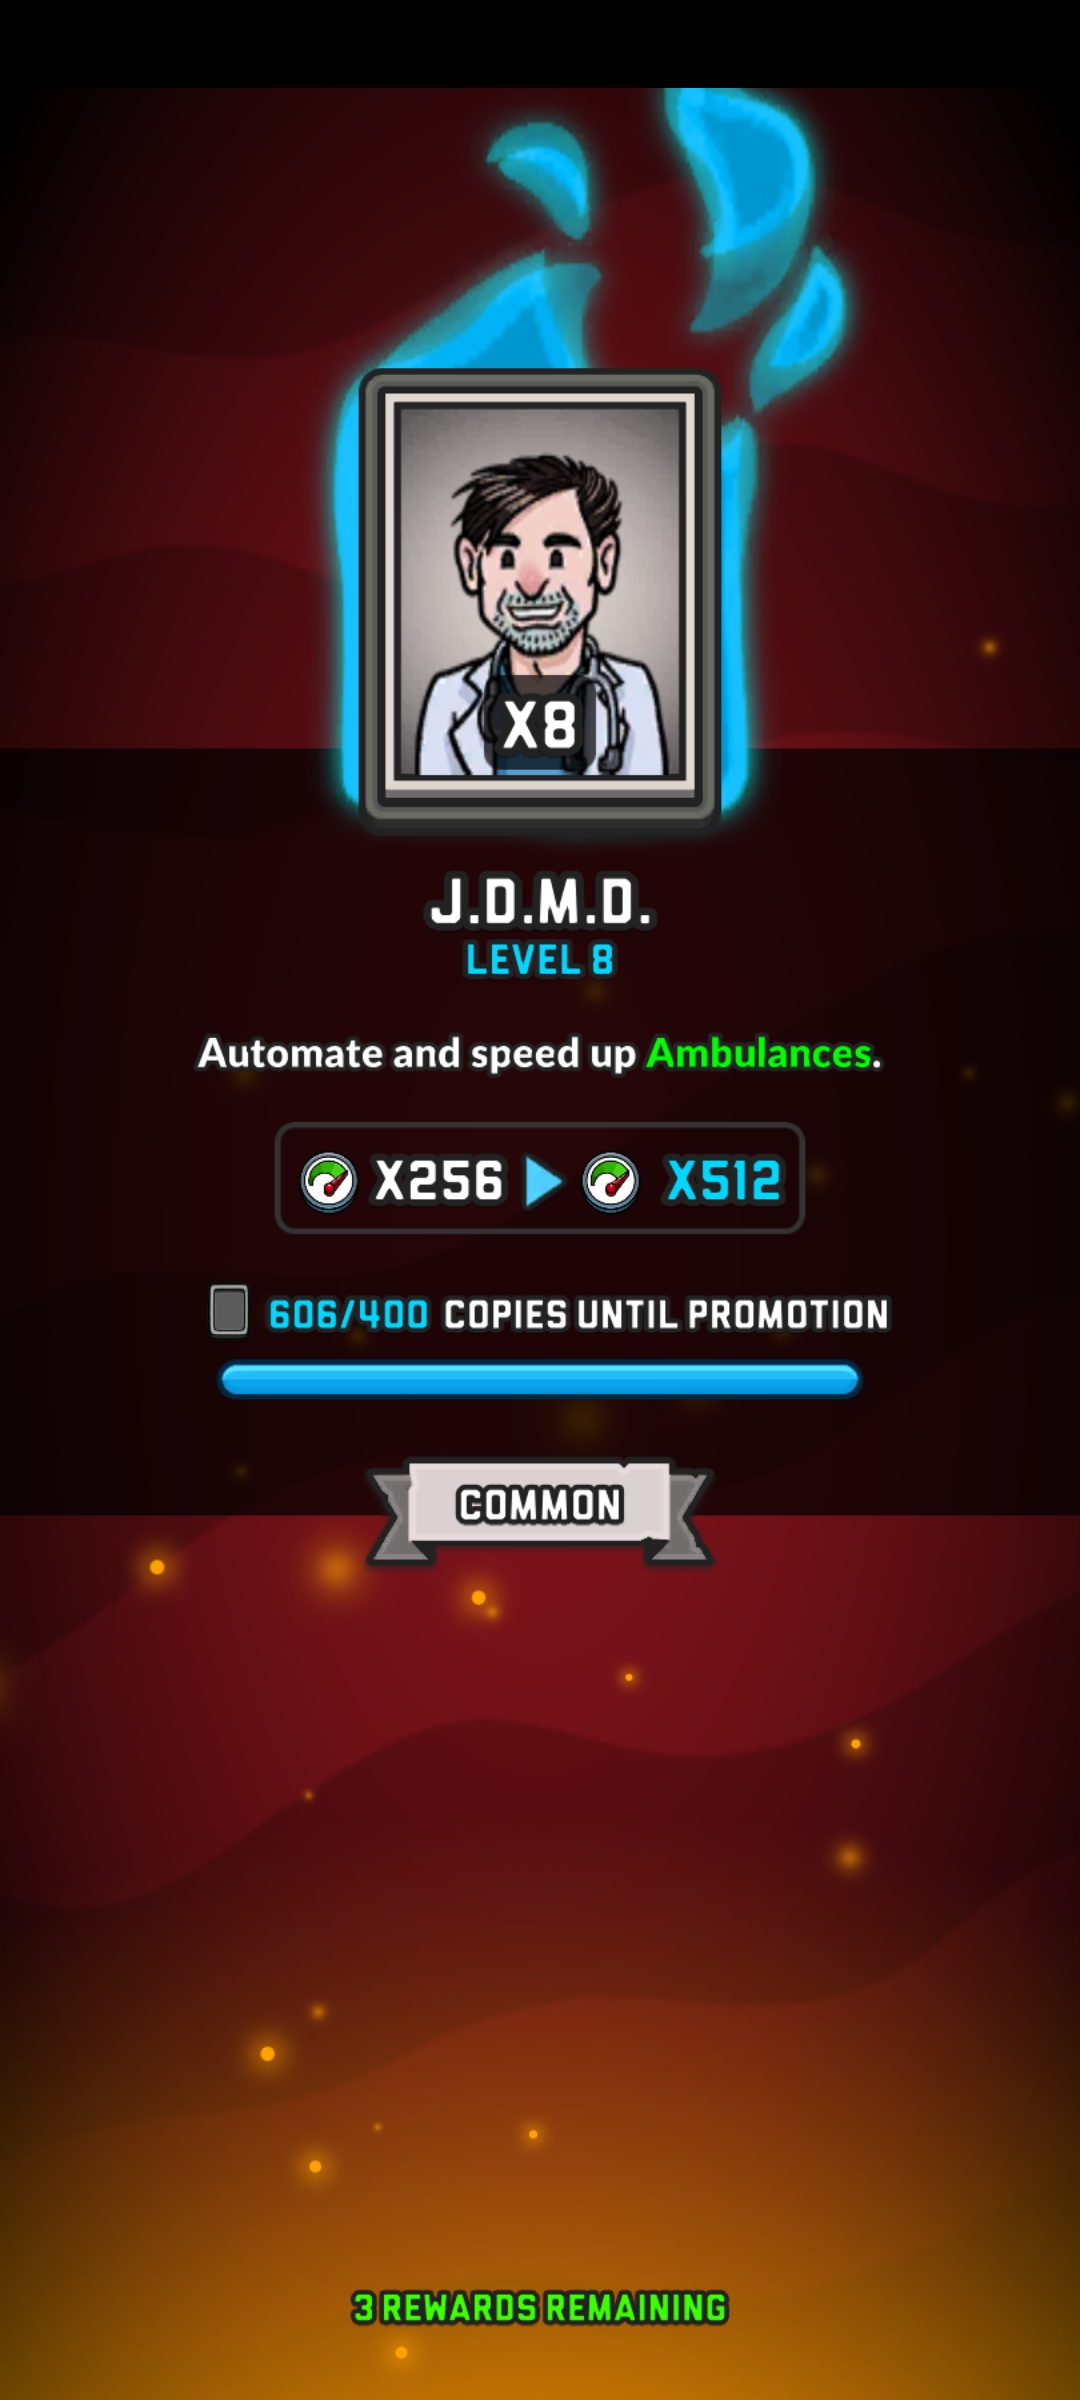 X8
J.D.M.D.
LEVEL 8
Automate and speed up Ambulances.
X256 X512
606/400 COPIES UNTIL PROMOTION
COMMON
3 REWARDS REMAINING